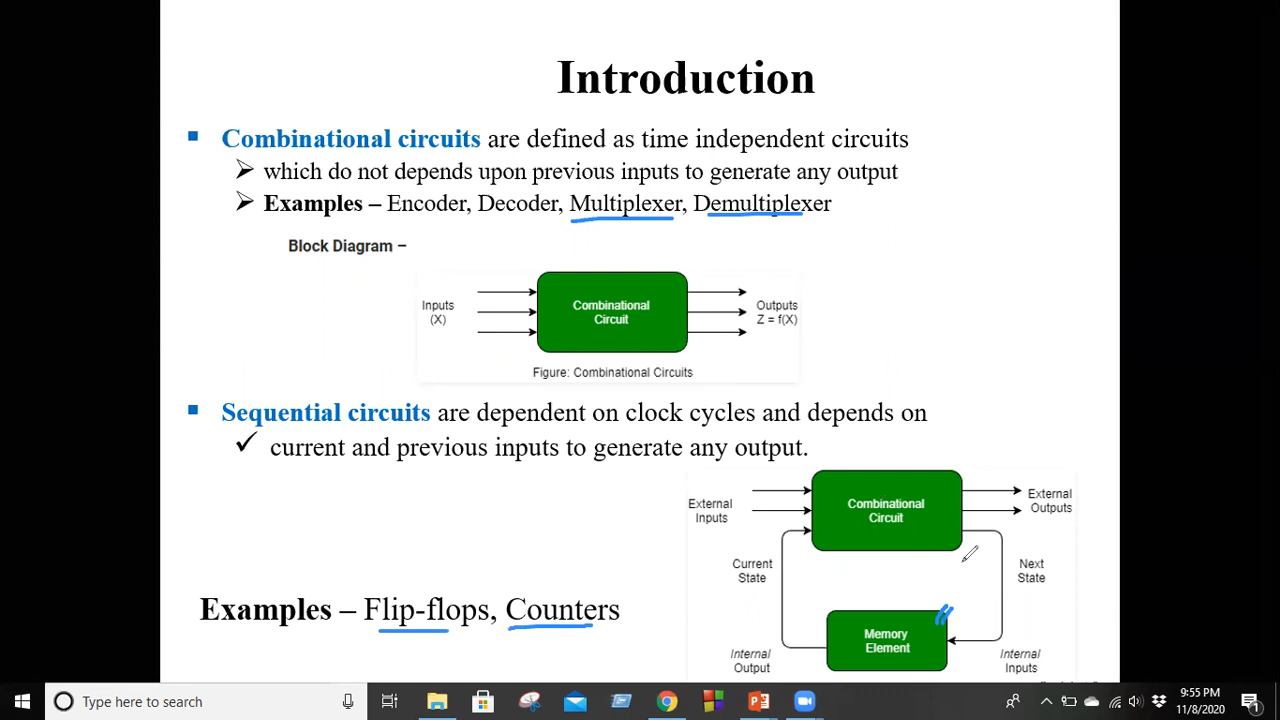 Introduction
Combinational circuits are defined as time independent circuits
which do not depends upon previous inputs to generate any output
Examples – Encoder, Decoder, Multiplexer, Demultiplexer
Block Diagram –
Inputs
(X)
Combinational
Circuit
Outputs
Z = f(X)
Figure: Combinational Circuits
Sequential circuits are dependent on clock cycles and depends on
current and previous inputs to generate any output.
External
Inputs
Combinational
Circuit
External
Outputs
Current
State
Next
State
Examples – Flip-flops, Counters
Memory
Element
Internal
Output
Internal
Inputs
Type here to search
9:55 PM
11/8/2020